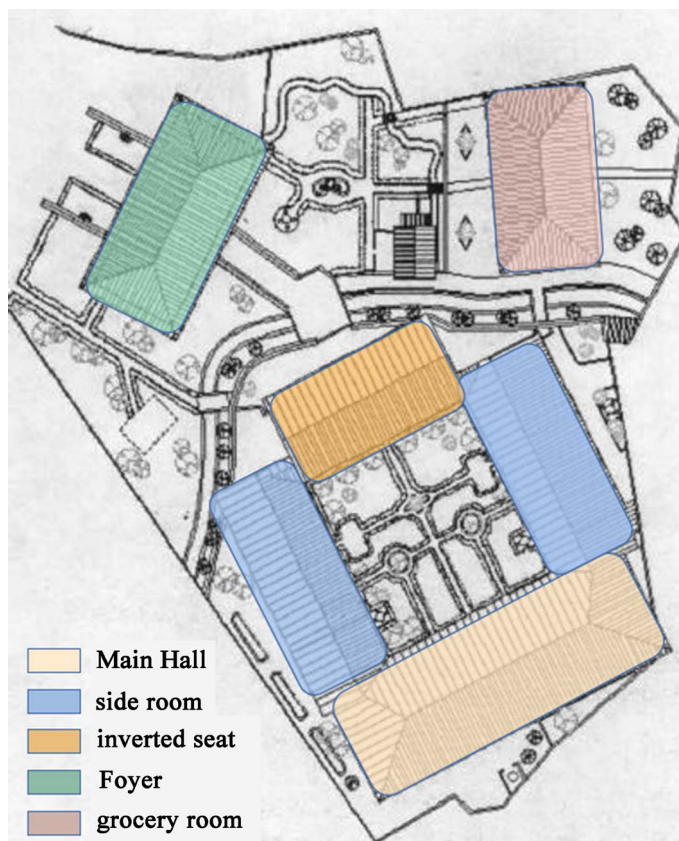 Main Hall
side room
inverted seat
Foyer
grocery room